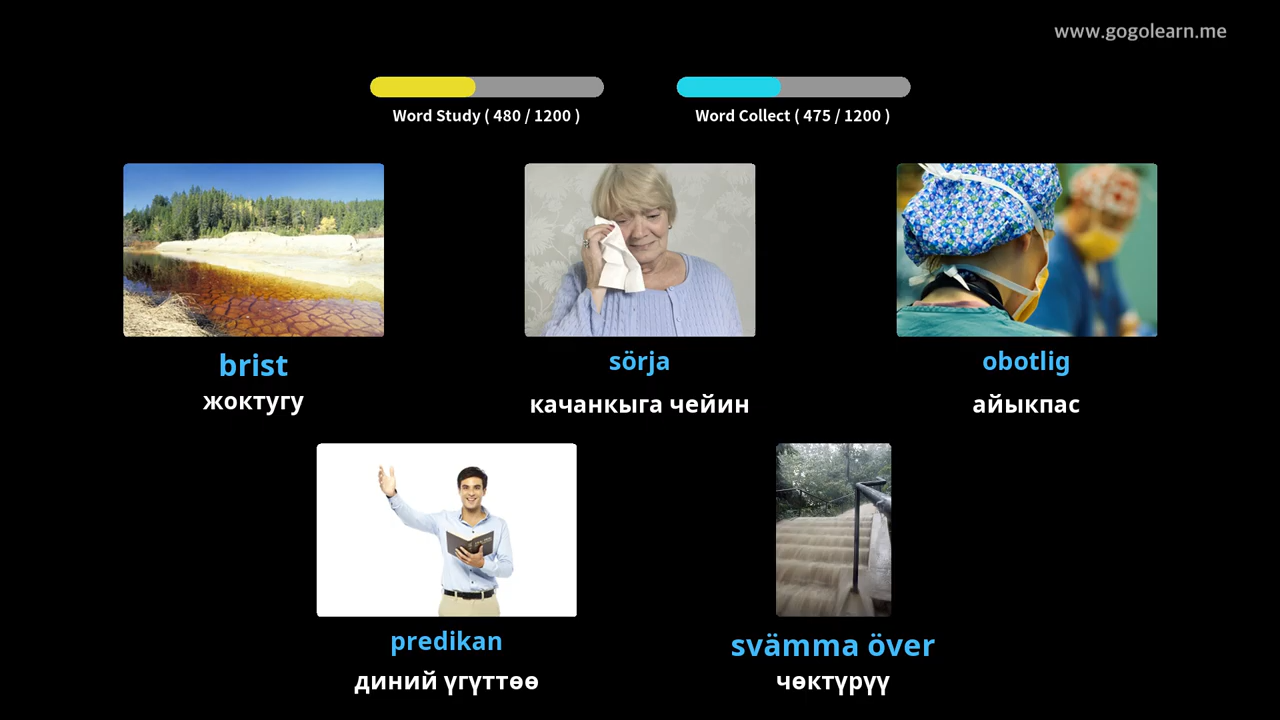 www.gogolearn.me
Word Study ( 480 / 1200 )
Word Collect ( 475 / 1200 )
brist
жоктугу
sörja
качанкыга чейин
obotlig
айыкпас
predikan
диний үгүттөө
svämma över
чөктүрүү